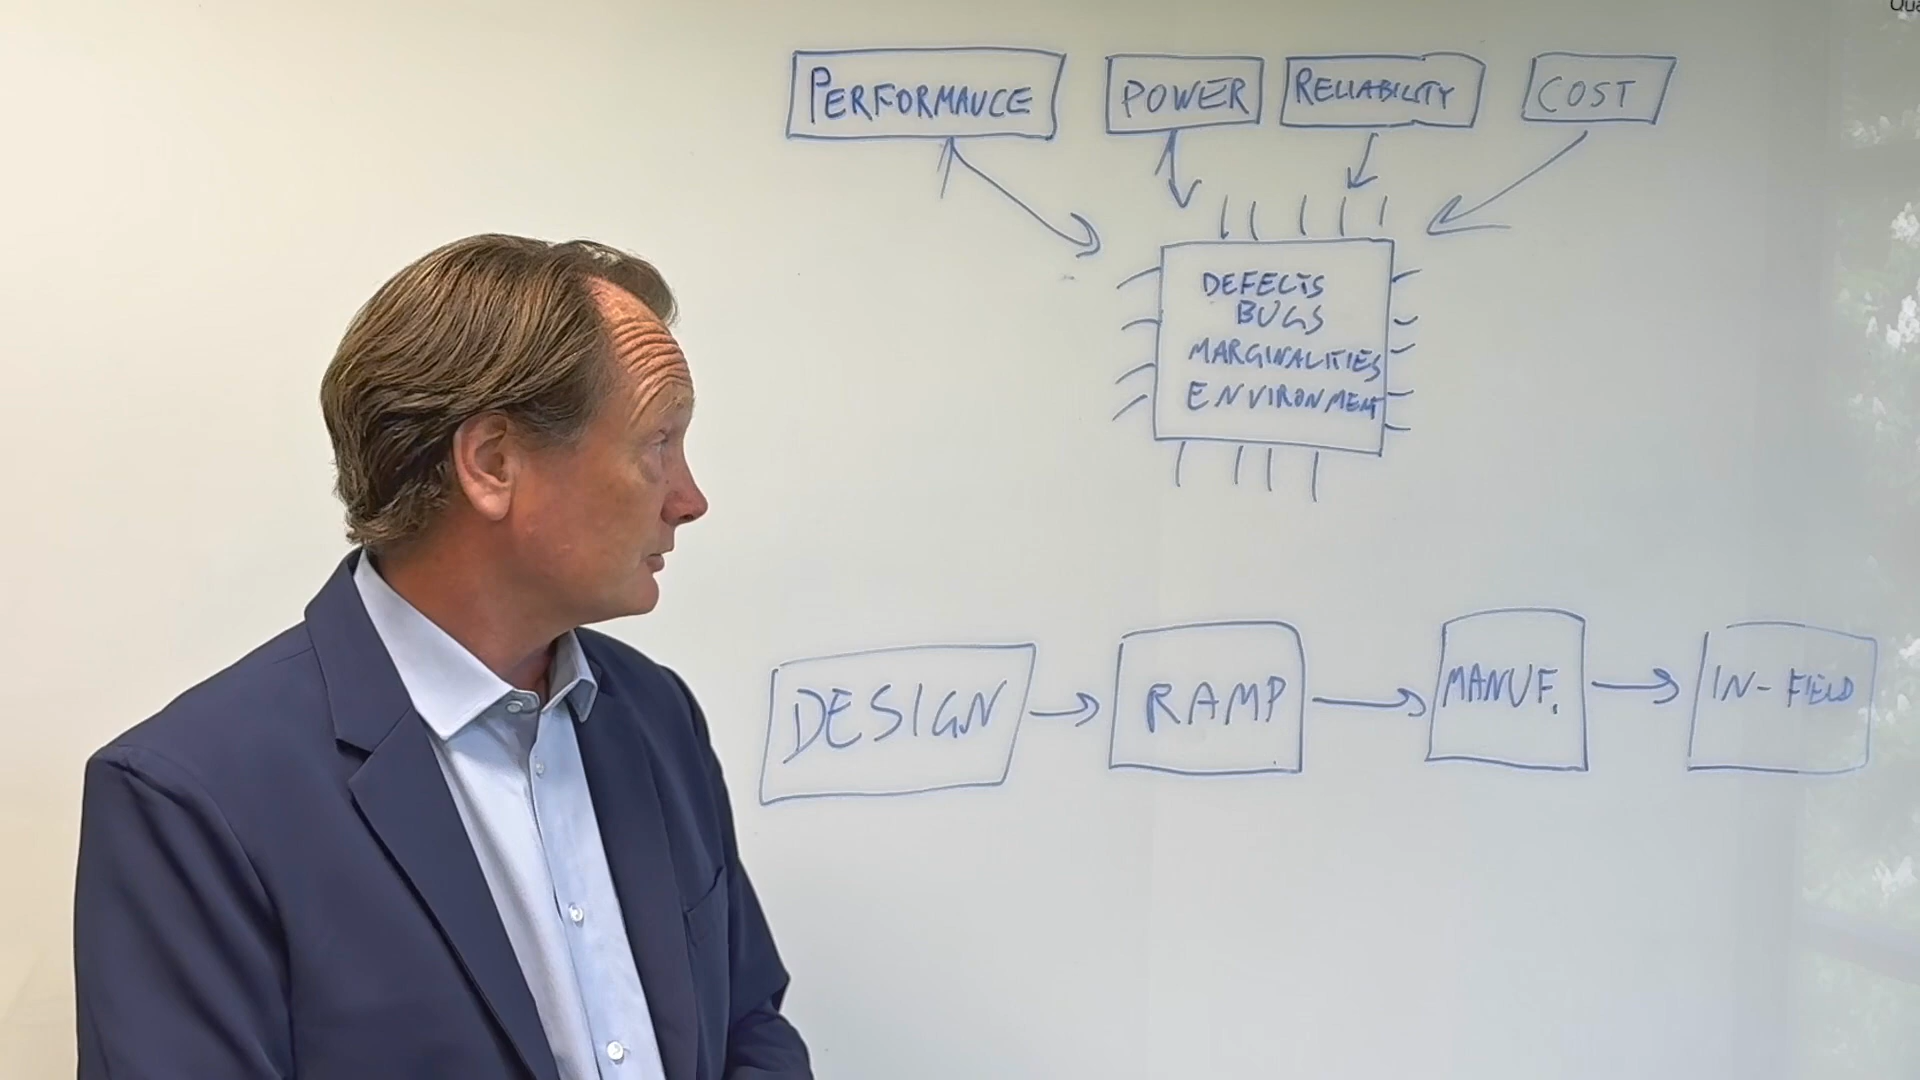 PERFORMANCE
POWER
RELIABILITY
COST
DEFECTS
BUGS
MARGINALITIES
ENVIRONMENT
DESIGN
RAMP
MANUF.
IN-FIELD